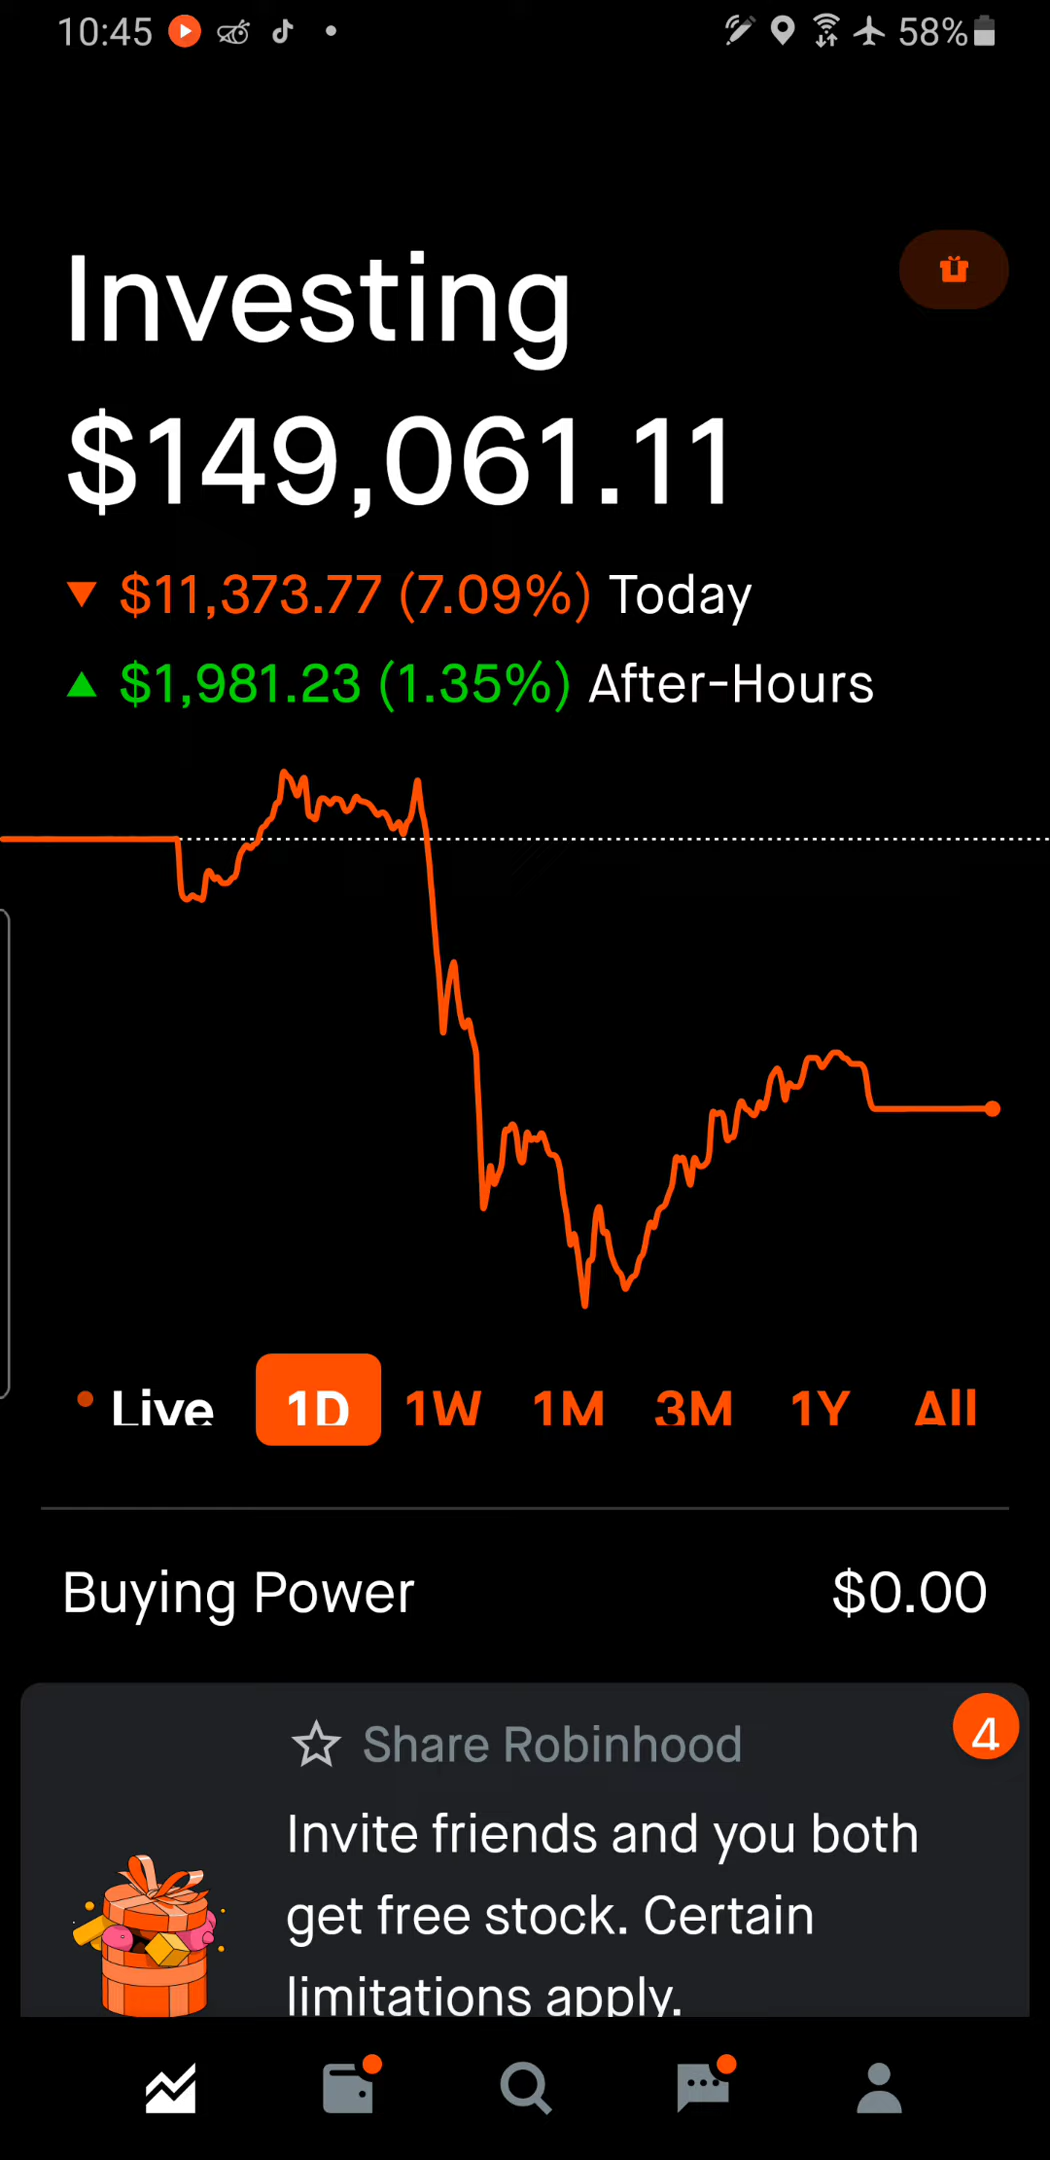 10:45 58%
Investing
$149,061.11
▼ $11,373.77 (7.09%) Today
▲ $1,981.23 (1.35%) After-Hours
Live 1D 1W 1M 3M 1Y All
Buying Power $0.00
Share Robinhood 4
Invite friends and you both
get free stock. Certain
limitations apply.